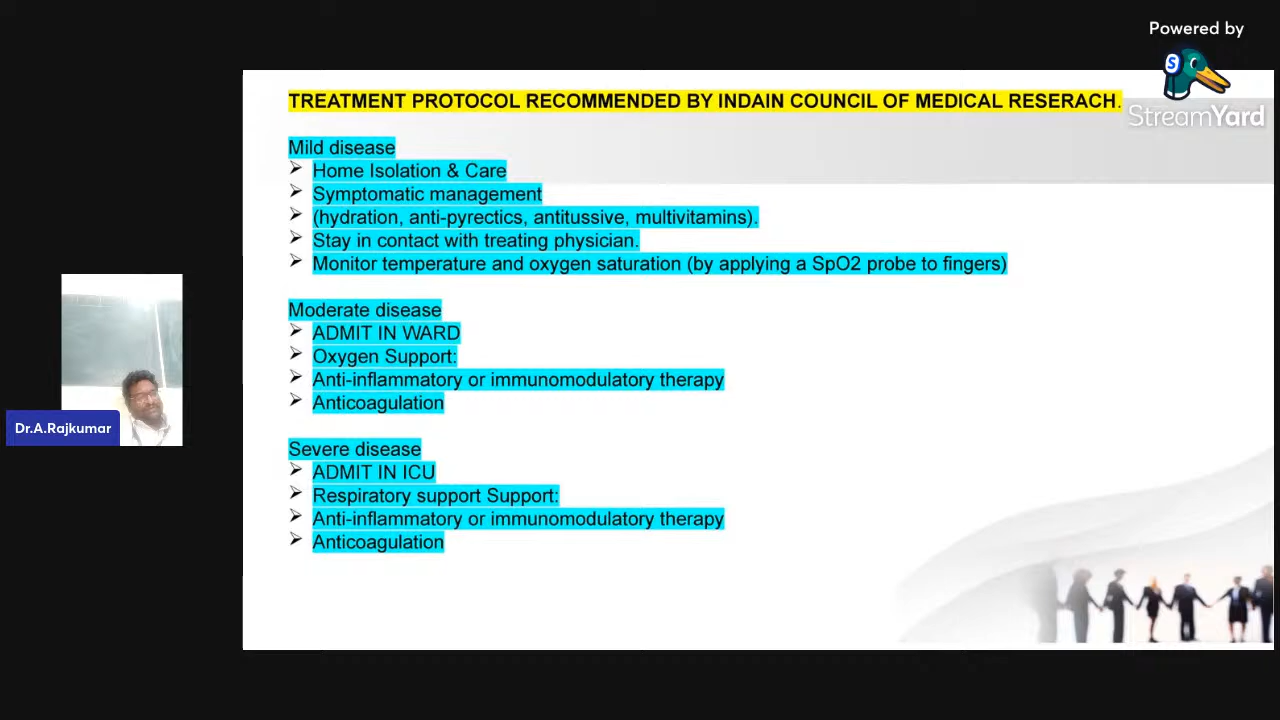 Powered by
StreamYard
TREATMENT PROTOCOL RECOMMENDED BY INDAIN COUNCIL OF MEDICAL RESERACH.
Mild disease
➢ Home Isolation & Care
➢ Symptomatic management
➢ (hydration, anti-pyrectics, antitussive, multivitamins).
➢ Stay in contact with treating physician.
➢ Monitor temperature and oxygen saturation (by applying a SpO2 probe to fingers)
Moderate disease
➢ ADMIT IN WARD
➢ Oxygen Support:
➢ Anti-inflammatory or immunomodulatory therapy
➢ Anticoagulation
Severe disease
➢ ADMIT IN ICU
➢ Respiratory support Support:
➢ Anti-inflammatory or immunomodulatory therapy
➢ Anticoagulation
Dr.A.Rajkumar